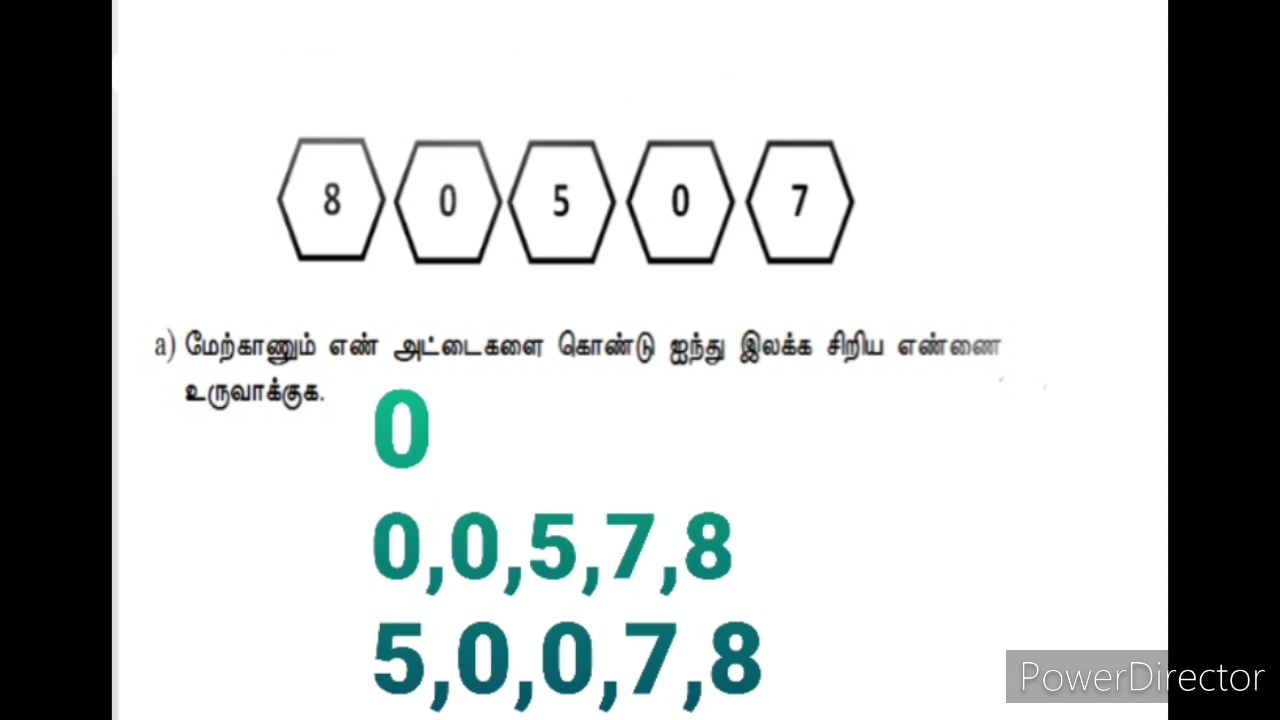 8 0 5 0 7
a) மேற்காணும் எண் அட்டைகளை கொண்டு ஐந்து இலக்க சிறிய எண்ணை
உருவாக்குக.
0
0,0,5,7,8
5,0,0,7,8
PowerDirector